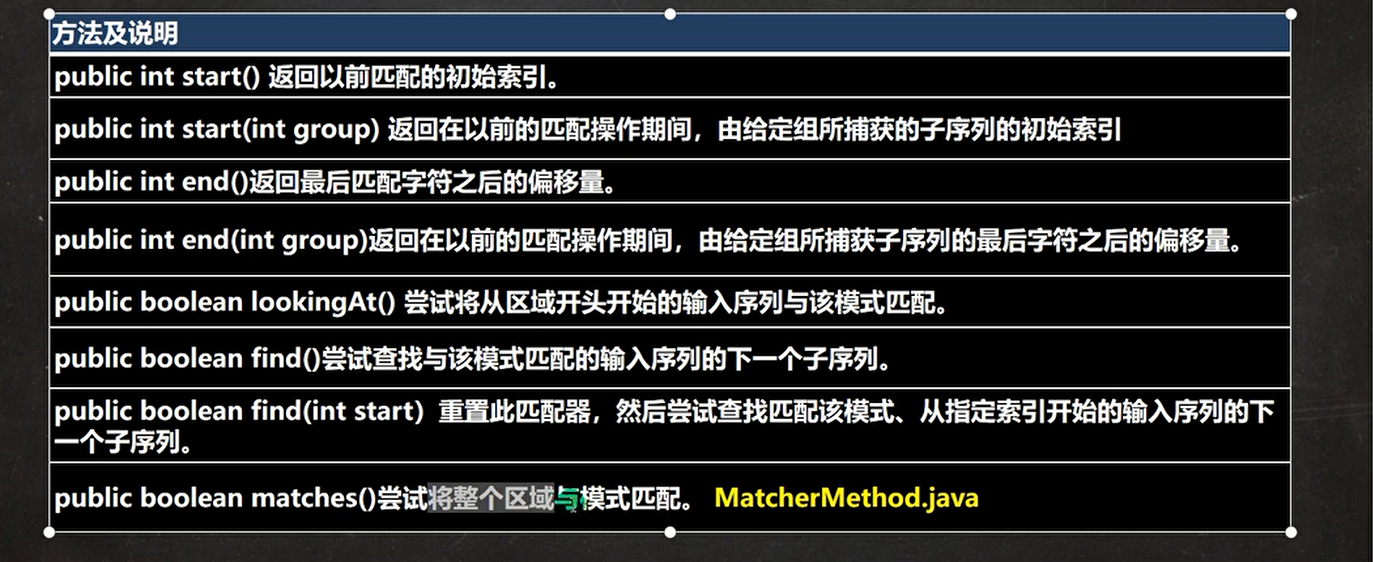 方法及说明
public int start() 返回以前匹配的初始索引。
public int start(int group) 返回在以前的匹配操作期间，由给定组所捕获的子序列的初始索引
public int end()返回最后匹配字符之后的偏移量。
public int end(int group)返回在以前的匹配操作期间，由给定组所捕获子序列的最后字符之后的偏移量。
public boolean lookingAt() 尝试将从区域开头开始的输入序列与该模式匹配。
public boolean find()尝试查找与该模式匹配的输入序列的下一个子序列。
public boolean find(int start) 重置此匹配器，然后尝试查找匹配该模式、从指定索引开始的输入序列的下
一个子序列。
public boolean matches()尝试将整个区域与模式匹配。 MatcherMethod.java